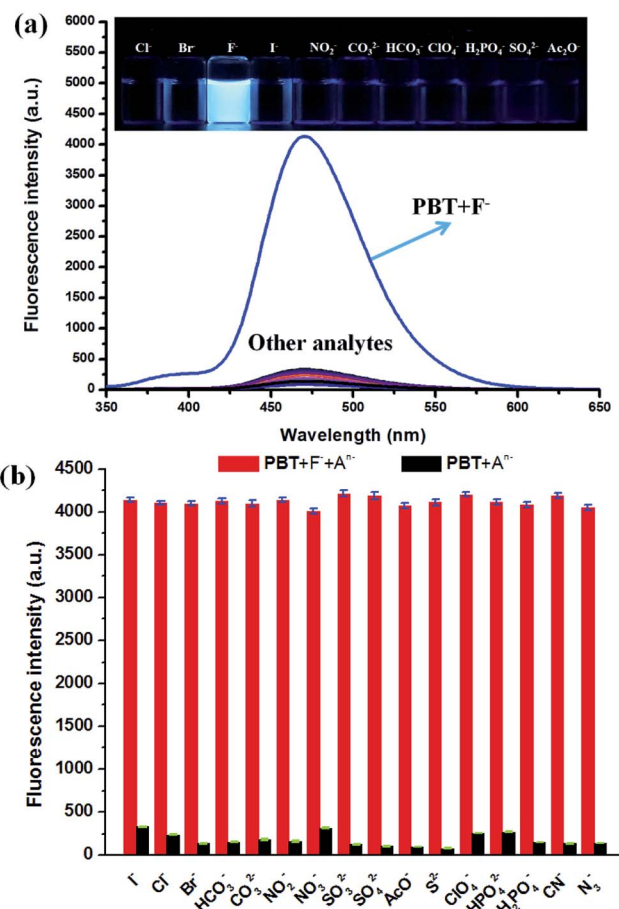 (a)
6000
5500
5000
4500
4000
3500
3000
2500
2000
1500
1000
500
0
Fluorescence intensity (a.u.)
Cl⁻ Br⁻ F⁻ I⁻ NO₂⁻ CO₃²⁻ HCO₃⁻ ClO₄⁻ H₂PO₄⁻ SO₄²⁻ Ac₂O⁻
PBT+F⁻
Other analytes
350 400 450 500 550 600 650
Wavelength (nm)
(b)
PBT+F⁻+Aⁿ⁻ PBT+Aⁿ⁻
4500
4000
3500
3000
2500
2000
1500
1000
500
0
Fluorescence intensity (a.u.)
I⁻ Cl⁻ Br⁻ HCO₃⁻ CO₃²⁻ NO₂⁻ NO₃⁻ SO₃²⁻ SO₄²⁻ AcO⁻ S²⁻ ClO₄⁻ HPO₄²⁻ H₂PO₄⁻ CN⁻ N₃⁻